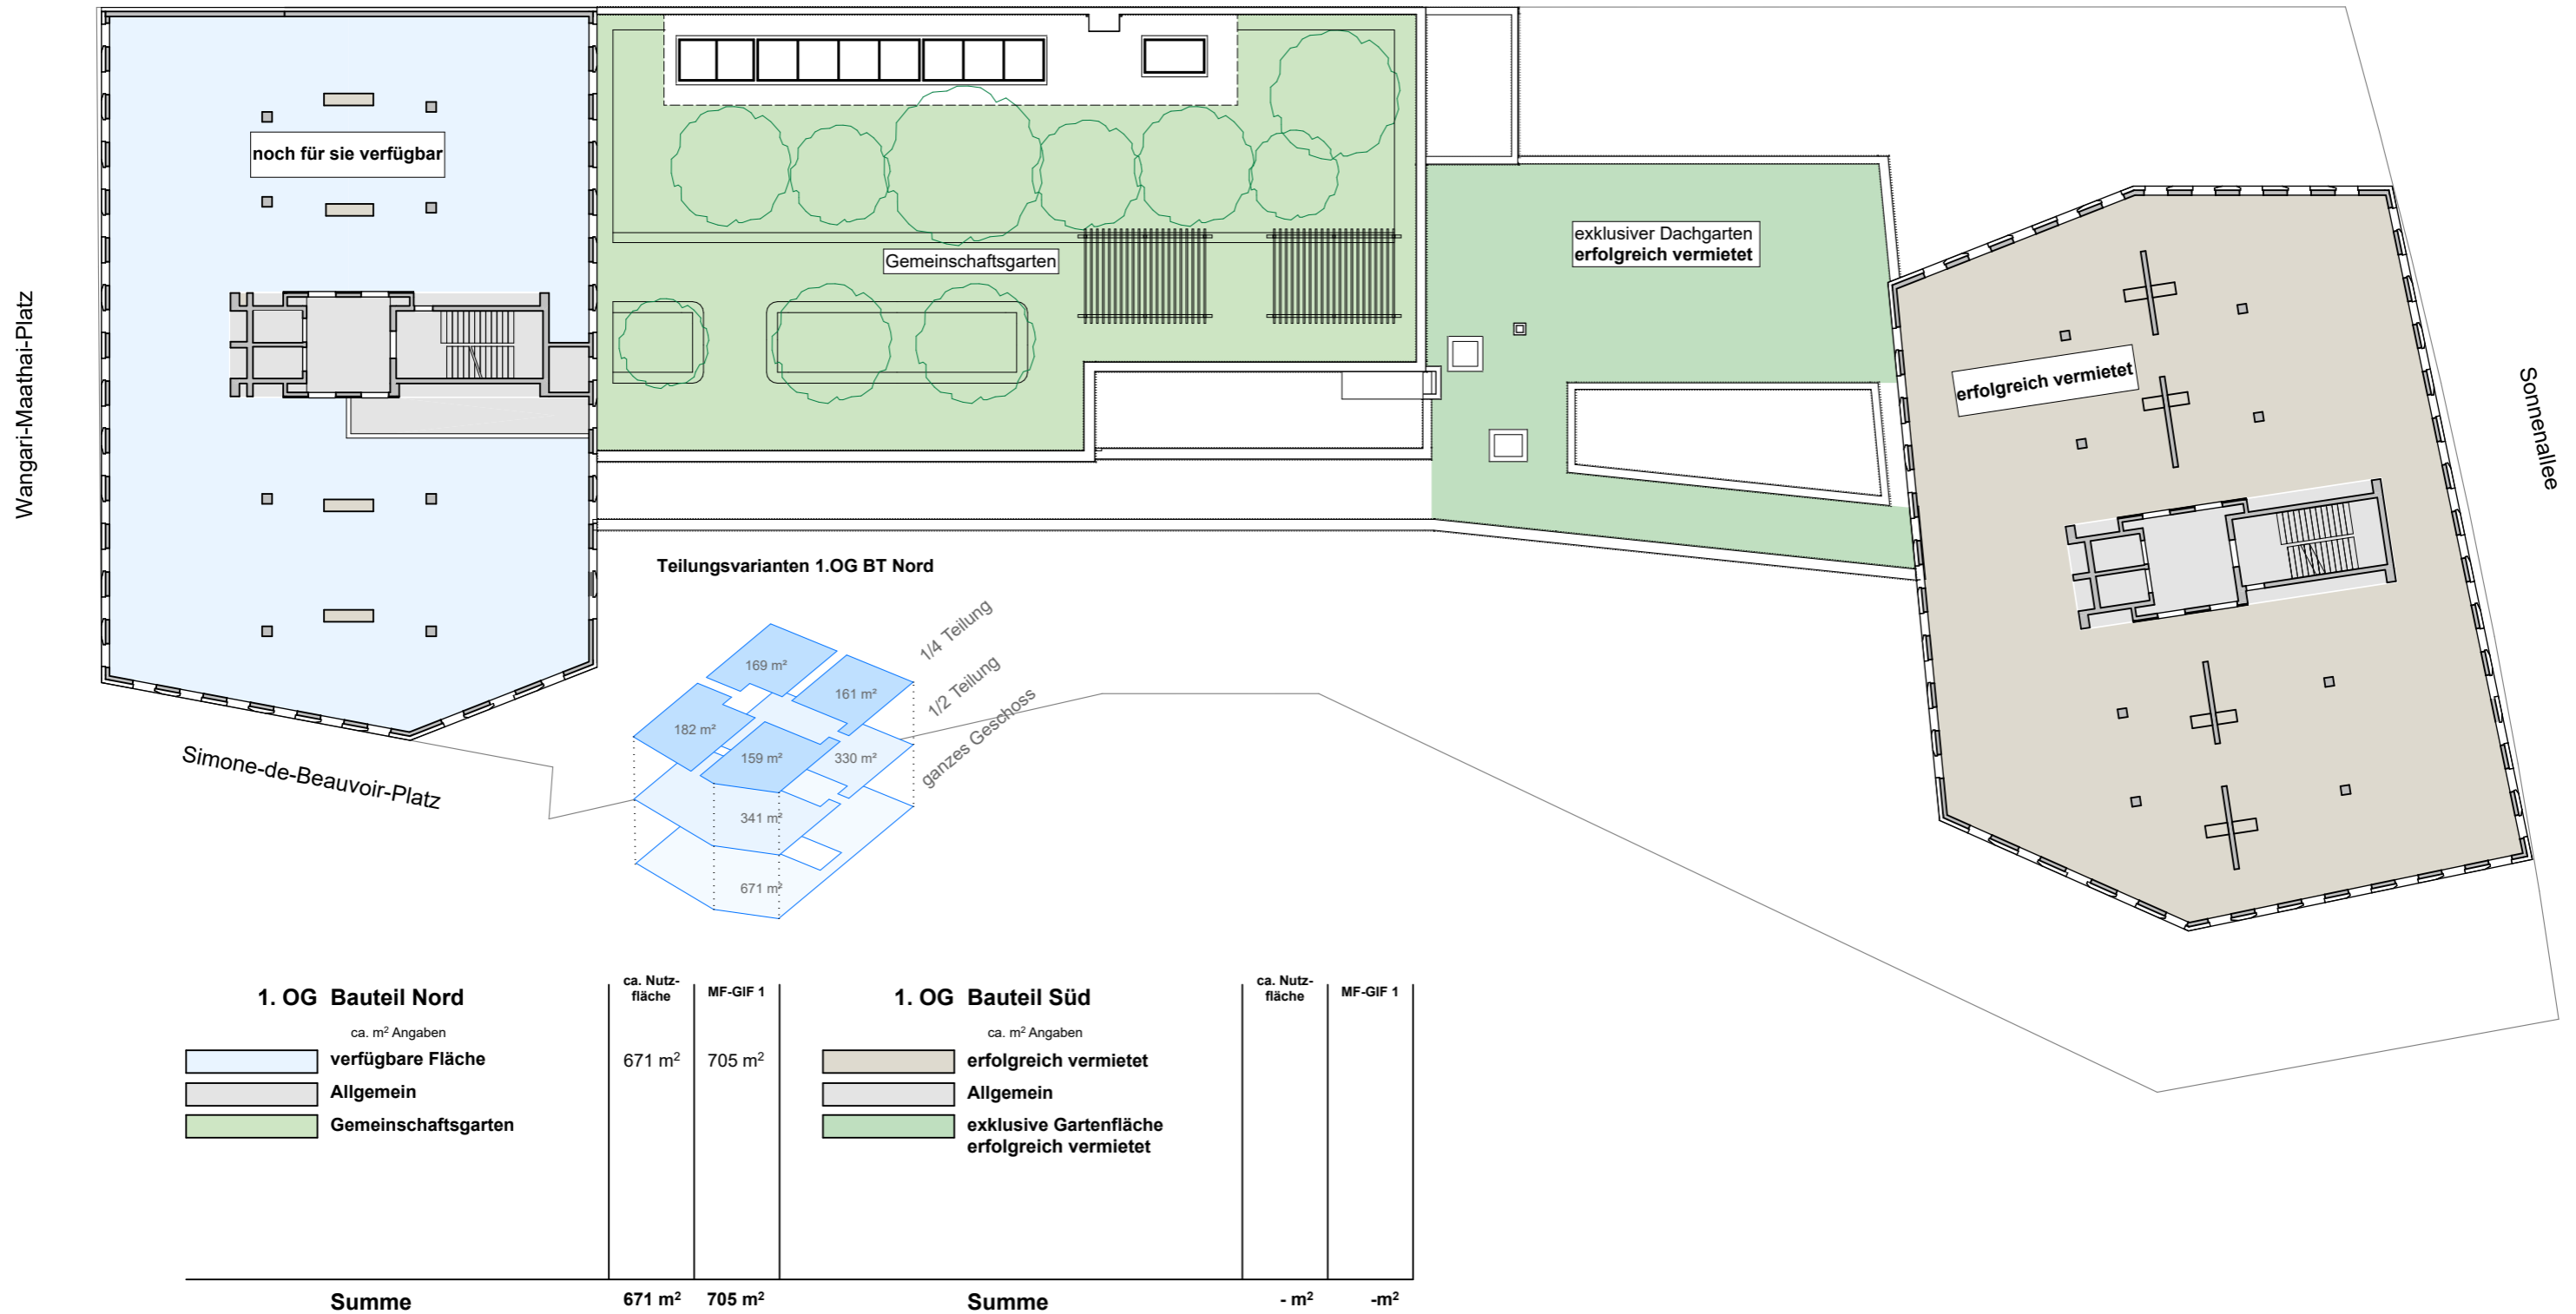 noch für sie verfügbar
Gemeinschaftsgarten
exklusiver Dachgarten
erfolgreich vermietet
erfolgreich vermietet
Wangari-Maathai-Platz
Sonnenallee
Simone-de-Beauvoir-Platz
Teilungsvarianten 1.OG BT Nord
1/4 Teilung
1/2 Teilung
ganzes Geschoss
169 m²
161 m²
182 m²
159 m²
330 m²
341 m²
671 m²
1. OG Bauteil Nord
ca. Nutz-
fläche
MF-GIF 1
ca. m² Angaben
verfügbare Fläche 671 m² 705 m²
Allgemein
Gemeinschaftsgarten
Summe 671 m² 705 m²
1. OG Bauteil Süd
ca. Nutz-
fläche
MF-GIF 1
ca. m² Angaben
erfolgreich vermietet
Allgemein
exklusive Gartenfläche
erfolgreich vermietet
Summe - m² -m²